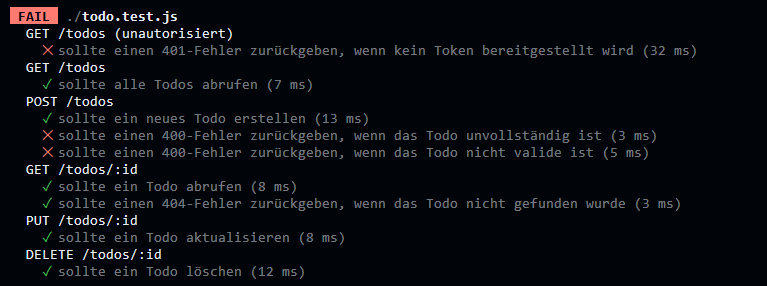 FAIL ./todo.test.js
GET /todos (unautorisiert)
✕ sollte einen 401-Fehler zurückgeben, wenn kein Token bereitgestellt wird (32 ms)
GET /todos
✓ sollte alle Todos abrufen (7 ms)
POST /todos
✓ sollte ein neues Todo erstellen (13 ms)
✕ sollte einen 400-Fehler zurückgeben, wenn das Todo unvollständig ist (3 ms)
✕ sollte einen 400-Fehler zurückgeben, wenn das Todo nicht valide ist (5 ms)
GET /todos/:id
✓ sollte ein Todo abrufen (8 ms)
✓ sollte einen 404-Fehler zurückgeben, wenn das Todo nicht gefunden wurde (3 ms)
PUT /todos/:id
✓ sollte ein Todo aktualisieren (8 ms)
DELETE /todos/:id
✓ sollte ein Todo löschen (12 ms)